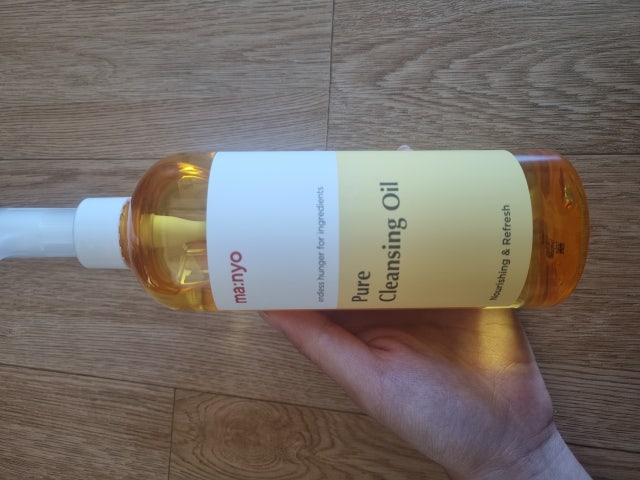 ma:nyo
endless hunger for ingredients
Pure
Cleansing Oil
Nourishing & Refresh